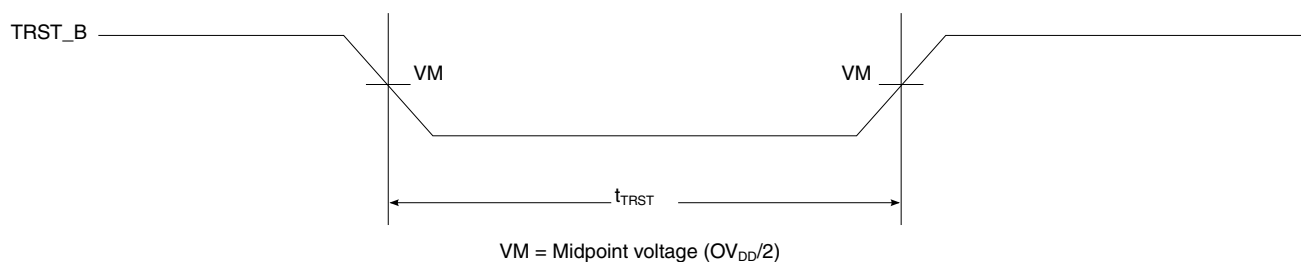 TRST_B
VM
VM
tTRST
VM = Midpoint voltage (OVDD/2)